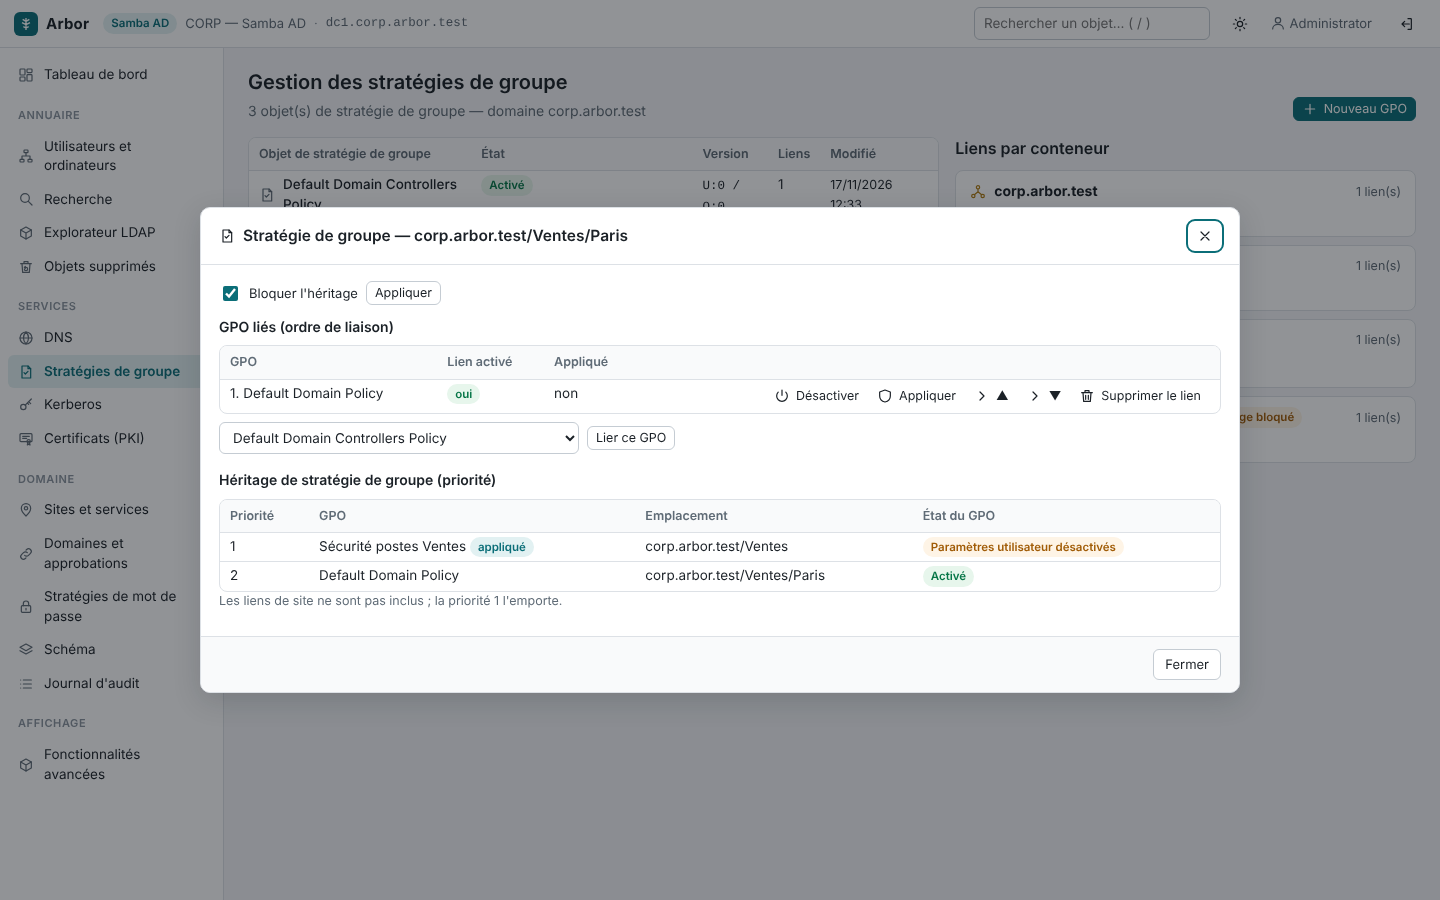 Arbor
Samba AD
CORP — Samba AD · dc1.corp.arbor.test
Rechercher un objet… ( / )
Administrator
Tableau de bord
ANNUAIRE
Utilisateurs et
ordinateurs
Recherche
Explorateur LDAP
Objets supprimés
SERVICES
DNS
Stratégies de groupe
Kerberos
Certificats (PKI)
DOMAINE
Sites et services
Domaines et
approbations
Stratégies de mot de
passe
Schéma
Journal d'audit
AFFICHAGE
Fonctionnalités
avancées
Gestion des stratégies de groupe
3 objet(s) de stratégie de groupe — domaine corp.arbor.test
Nouveau GPO
Objet de stratégie de groupe État Version Liens Modifié
Default Domain Controllers Activé U:0 / 1 17/11/2026
Policy 12:33
Liens par conteneur
corp.arbor.test 1 lien(s)
1 lien(s)
1 lien(s)
ge bloqué 1 lien(s)
Stratégie de groupe — corp.arbor.test/Ventes/Paris
Bloquer l'héritage Appliquer
GPO liés (ordre de liaison)
GPO Lien activé Appliqué
1. Default Domain Policy oui non Désactiver Appliquer ▲ ▼ Supprimer le lien
Default Domain Controllers Policy Lier ce GPO
Héritage de stratégie de groupe (priorité)
Priorité GPO Emplacement État du GPO
1 Sécurité postes Ventes appliqué corp.arbor.test/Ventes Paramètres utilisateur désactivés
2 Default Domain Policy corp.arbor.test/Ventes/Paris Activé
Les liens de site ne sont pas inclus ; la priorité 1 l'emporte.
Fermer